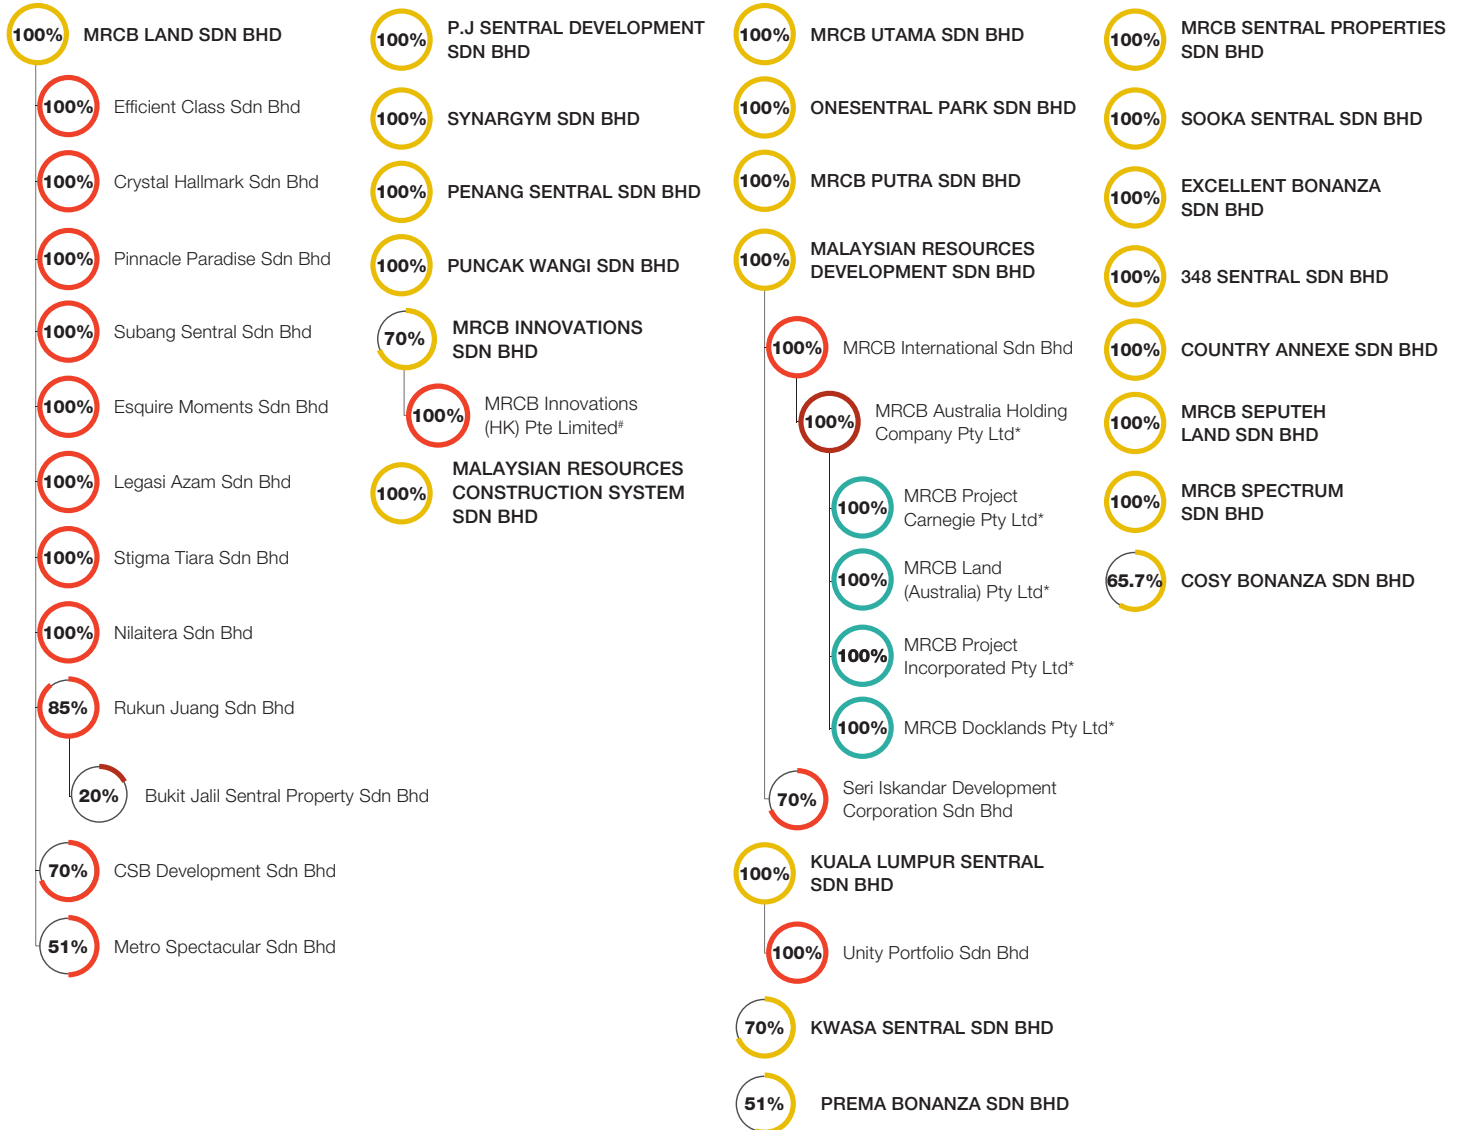 100%
MRCB LAND SDN BHD
100%
Efficient Class Sdn Bhd
100%
Crystal Hallmark Sdn Bhd
100%
Pinnacle Paradise Sdn Bhd
100%
Subang Sentral Sdn Bhd
100%
Esquire Moments Sdn Bhd
100%
Legasi Azam Sdn Bhd
100%
Stigma Tiara Sdn Bhd
100%
Nilaitera Sdn Bhd
85%
Rukun Juang Sdn Bhd
20%
Bukit Jalil Sentral Property Sdn Bhd
70%
CSB Development Sdn Bhd
51%
Metro Spectacular Sdn Bhd
100%
P.J SENTRAL DEVELOPMENT
SDN BHD
100%
SYNARGYM SDN BHD
100%
PENANG SENTRAL SDN BHD
100%
PUNCAK WANGI SDN BHD
70%
MRCB INNOVATIONS
SDN BHD
100%
MRCB Innovations
(HK) Pte Limited#
100%
MALAYSIAN RESOURCES
CONSTRUCTION SYSTEM
SDN BHD
100%
MRCB UTAMA SDN BHD
100%
ONESENTRAL PARK SDN BHD
100%
MRCB PUTRA SDN BHD
100%
MALAYSIAN RESOURCES
DEVELOPMENT SDN BHD
100%
MRCB International Sdn Bhd
100%
MRCB Australia Holding
Company Pty Ltd*
100%
MRCB Project
Carnegie Pty Ltd*
100%
MRCB Land
(Australia) Pty Ltd*
100%
MRCB Project
Incorporated Pty Ltd*
100%
MRCB Docklands Pty Ltd*
70%
Seri Iskandar Development
Corporation Sdn Bhd
100%
KUALA LUMPUR SENTRAL
SDN BHD
100%
Unity Portfolio Sdn Bhd
70%
KWASA SENTRAL SDN BHD
51%
PREMA BONANZA SDN BHD
100%
MRCB SENTRAL PROPERTIES
SDN BHD
100%
SOOKA SENTRAL SDN BHD
100%
EXCELLENT BONANZA
SDN BHD
100%
348 SENTRAL SDN BHD
100%
COUNTRY ANNEXE SDN BHD
100%
MRCB SEPUTEH
LAND SDN BHD
100%
MRCB SPECTRUM
SDN BHD
65.7%
COSY BONANZA SDN BHD